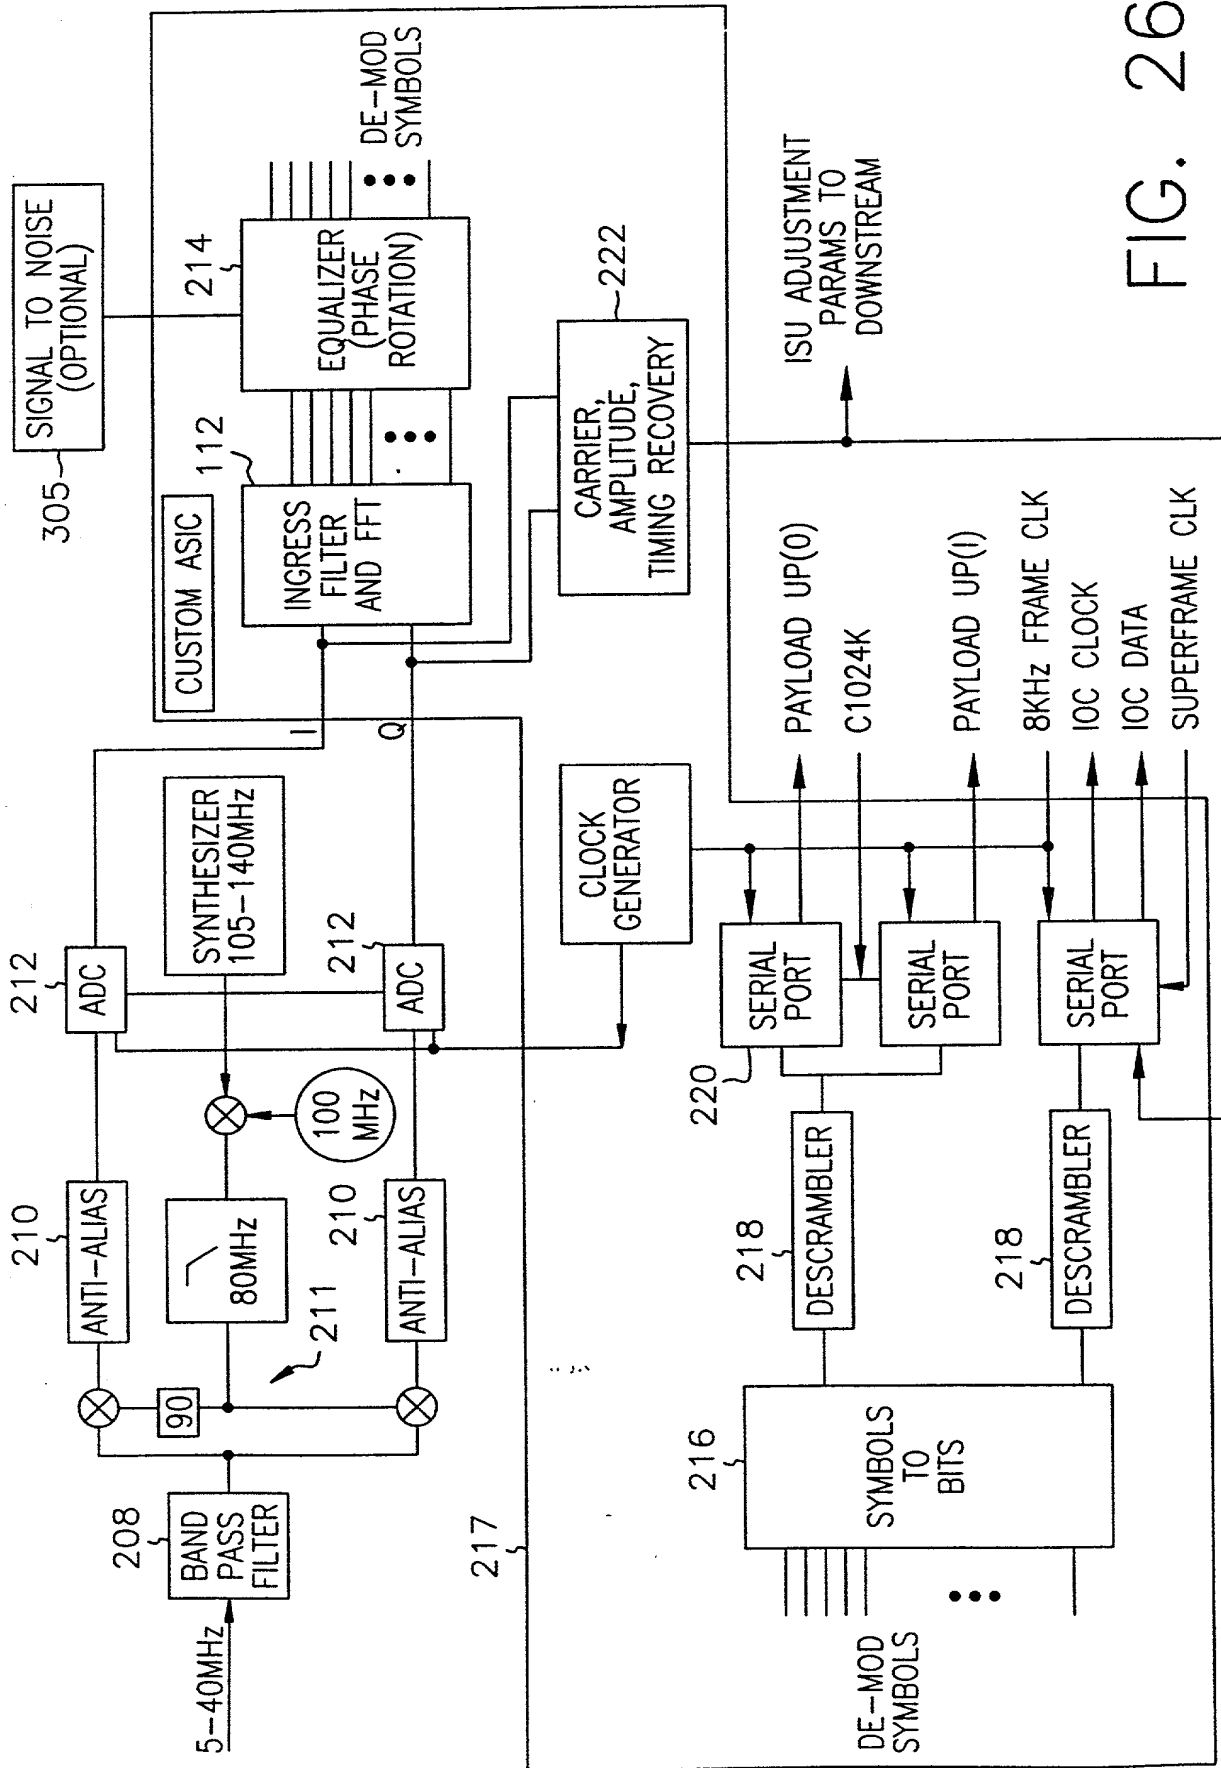 5-40MHz
208
BAND
PASS
FILTER
90
211
210
ANTI-ALIAS
80MHz
210
ANTI-ALIAS
100
MHz
212
ADC
SYNTHESIZER
105-140MHz
212
ADC
I
Q
CUSTOM ASIC
305
SIGNAL TO NOISE
(OPTIONAL)
112
INGRESS
FILTER
AND FFT
214
EQUALIZER
(PHASE
ROTATION)
DE-MOD
SYMBOLS
222
CARRIER,
AMPLITUDE,
TIMING RECOVERY
ISU ADJUSTMENT
PARAMS TO
DOWNSTREAM
217
CLOCK
GENERATOR
DE-MOD
SYMBOLS
216
SYMBOLS
TO
BITS
218
DESCRAMBLER
218
DESCRAMBLER
220
SERIAL
PORT
SERIAL
PORT
SERIAL
PORT
PAYLOAD UP(0)
C1024K
PAYLOAD UP(1)
8KHz FRAME CLK
IOC CLOCK
IOC DATA
SUPERFRAME CLK
FIG. 26